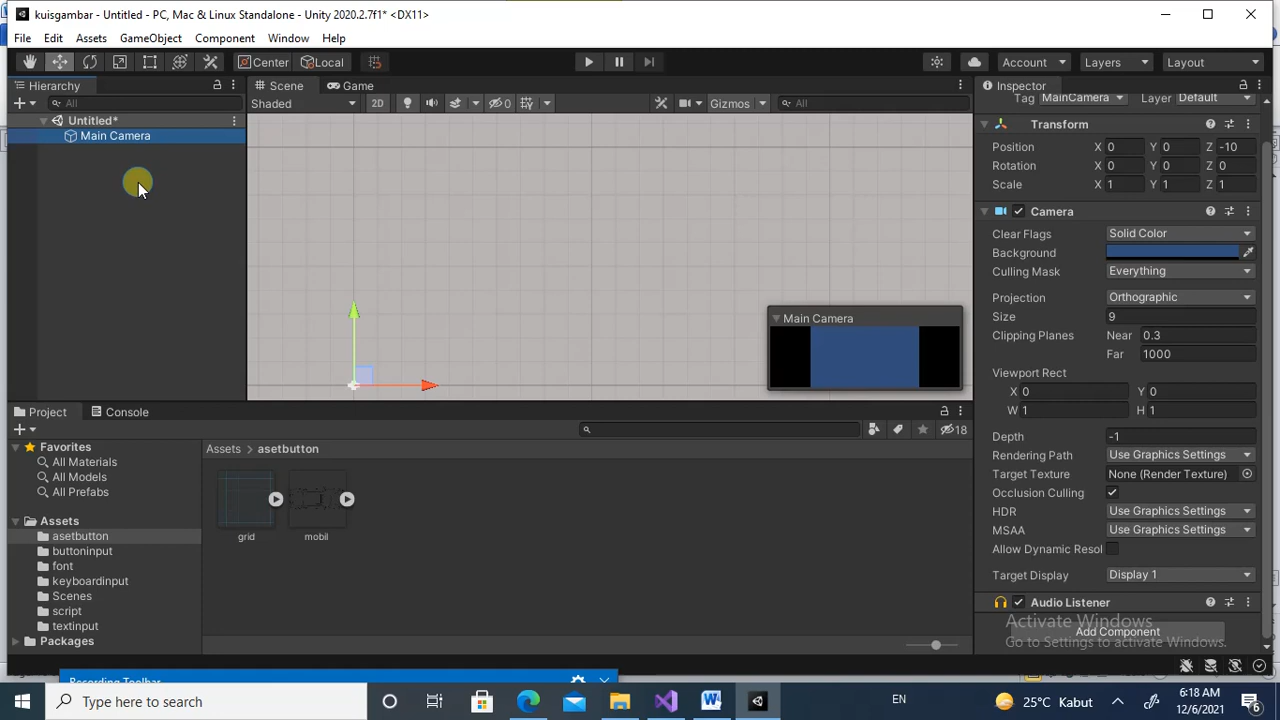 kuisgambar - Untitled - PC, Mac & Linux Standalone - Unity 2020.2.7f1* <DX11>
File Edit Assets GameObject Component Window Help
Center Local Account Layers Layout
Hierarchy Scene Game Inspector
All Shaded 2D 0 Gizmos All Tag MainCamera Layer Default
Untitled*
Main Camera
Transform
Position X 0 Y 0 Z -10
Rotation X 0 Y 0 Z 0
Scale X 1 Y 1 Z 1
Camera
Clear Flags Solid Color
Background
Culling Mask Everything
Projection Orthographic
Size 9
Clipping Planes Near 0.3
Far 1000
Viewport Rect
X 0 Y 0
W 1 H 1
Depth -1
Rendering Path Use Graphics Settings
Target Texture None (Render Texture)
Occlusion Culling
HDR Use Graphics Settings
MSAA Use Graphics Settings
Allow Dynamic Resol
Target Display Display 1
Audio Listener
Add Component
Activate Windows
Go to Settings to activate Windows.
Main Camera
Project Console
18
Favorites
All Materials
All Models
All Prefabs
Assets
asetbutton
buttoninput
font
keyboardinput
Scenes
script
textinput
Packages
Assets > asetbutton
grid mobil
Recording Toolbar
Type here to search
EN
25°C Kabut
6:18 AM
12/6/2021
6